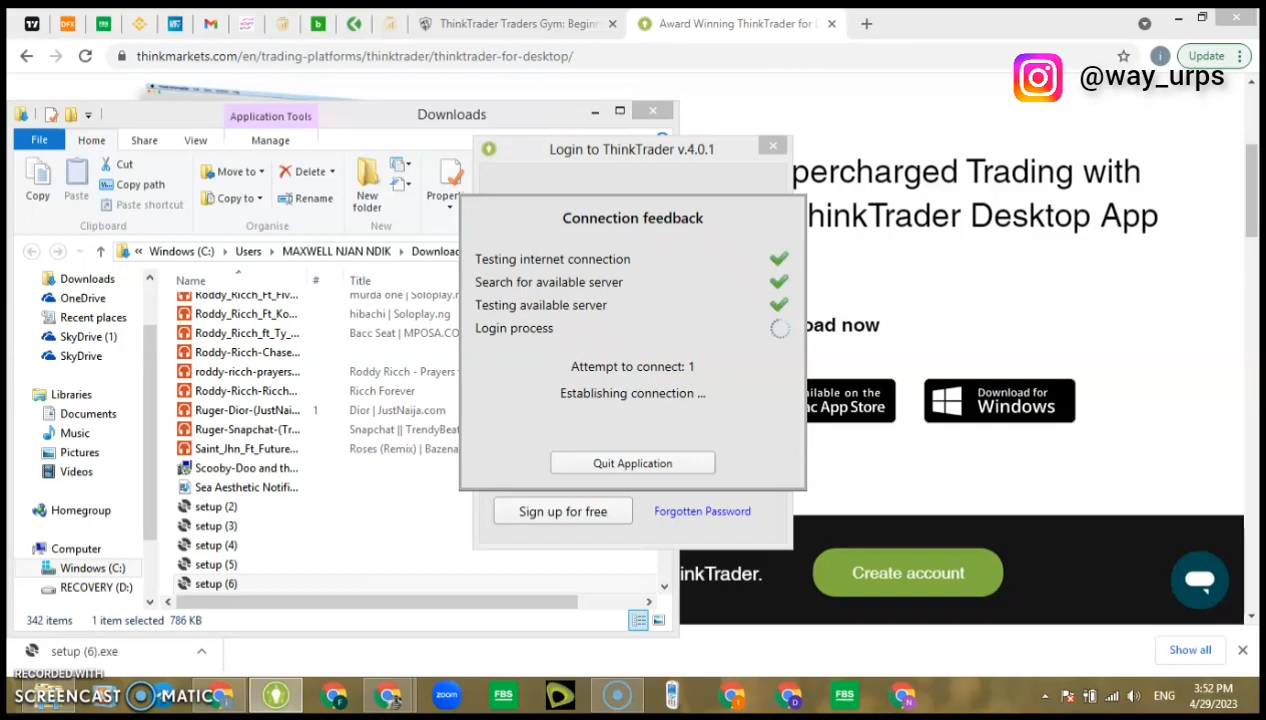 ThinkTrader Traders Gym: Begin
Award Winning ThinkTrader for D
thinkmarkets.com/en/trading-platforms/thinktrader/thinktrader-for-desktop/
Update
@way_urps
Application Tools
Downloads
File
Home
Share
View
Manage
Copy
Paste
Cut
Copy path
Paste shortcut
Move to
Copy to
Delete
Rename
New
folder
Propert
Clipboard
Organise
New
« Windows (C:)
Users
MAXWELL NJAN NDIK
Download
Login to ThinkTrader v.4.0.1
Connection feedback
Testing internet connection
Search for available server
Testing available server
Login process
Attempt to connect: 1
Establishing connection ...
Quit Application
Sign up for free
Forgotten Password
percharged Trading with
hinkTrader Desktop App
oad now
ailable on the
c App Store
Download for
Windows
inkTrader.
Create account
Downloads
OneDrive
Recent places
SkyDrive (1)
SkyDrive
Libraries
Documents
Music
Pictures
Videos
Homegroup
Computer
Windows (C:)
RECOVERY (D:)
Name
#
Title
Roddy_Ricch_Ft_Fiv...
murda one | Soloplay.n
Roddy_Ricch_Ft_Ko...
hibachi | Soloplay.ng
Roddy_Ricch_ft_Ty_...
Bacc Seat | MPOSA.CO
Roddy-Ricch-Chase...
roddy-ricch-prayers...
Roddy Ricch - Prayers
Roddy-Ricch-Ricch...
Ricch Forever
Ruger-Dior-(JustNai...
1
Dior | JustNaija.com
Ruger-Snapchat-(Tr...
Snapchat || TrendyBeat
Saint_Jhn_Ft_Future...
Roses (Remix) | Bazena
Scooby-Doo and th...
Sea Aesthetic Notifi...
setup (2)
setup (3)
setup (4)
setup (5)
setup (6)
342 items
1 item selected 786 KB
setup (6).exe
Show all
RECORDED WITH
SCREENCAST
MATIC
zoom
FBS
FBS
ENG
3:52 PM
4/29/2023